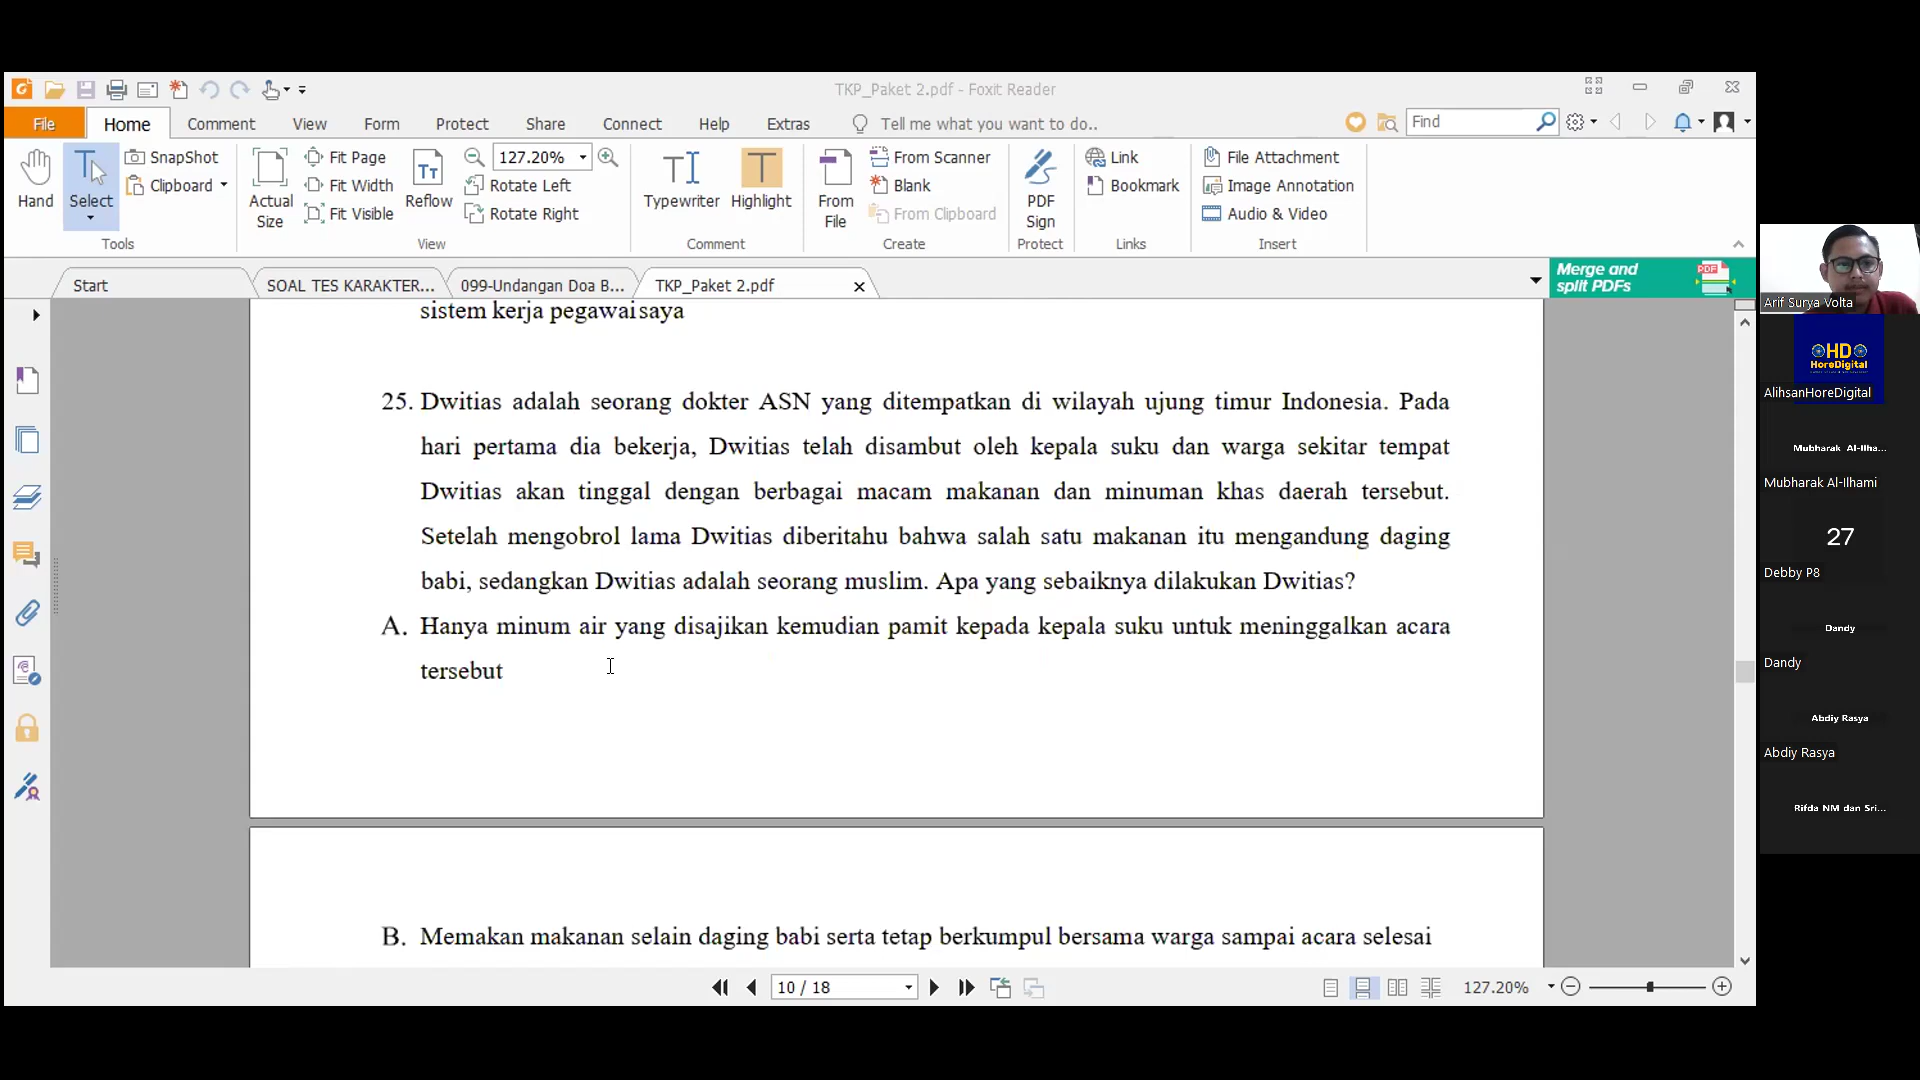 TKP_Paket 2.pdf - Foxit Reader
File Home Comment View Form Protect Share Connect Help Extras Tell me what you want to do.. Find
Hand
Select
SnapShot
Clipboard
Tools
Actual Size
Fit Page
Fit Width
Fit Visible
Reflow
127.20%
Rotate Left
Rotate Right
View
Typewriter
Highlight
Comment
From File
From Scanner
Blank
From Clipboard
Create
PDF Sign
Protect
Link
Bookmark
Links
File Attachment
Image Annotation
Audio & Video
Insert
Start
SOAL TES KARAKTER...
099-Undangan Doa B...
TKP_Paket 2.pdf
Merge and
split PDFs
PDF
sistem kerja pegawai saya
25. Dwitias adalah seorang dokter ASN yang ditempatkan di wilayah ujung timur Indonesia. Pada
hari pertama dia bekerja, Dwitias telah disambut oleh kepala suku dan warga sekitar tempat
Dwitias akan tinggal dengan berbagai macam makanan dan minuman khas daerah tersebut.
Setelah mengobrol lama Dwitias diberitahu bahwa salah satu makanan itu mengandung daging
babi, sedangkan Dwitias adalah seorang muslim. Apa yang sebaiknya dilakukan Dwitias?
A. Hanya minum air yang disajikan kemudian pamit kepada kepala suku untuk meninggalkan acara
tersebut
B. Memakan makanan selain daging babi serta tetap berkumpul bersama warga sampai acara selesai
10 / 18
127.20%
Arif Surya Volta
HD
HoreDigital
AlihsanHoreDigital
Mubharak Al-Ilha...
Mubharak Al-Ilhami
27
Debby P8
Dandy
Dandy
Abdiy Rasya
Abdiy Rasya
Rifda NM dan Sri...